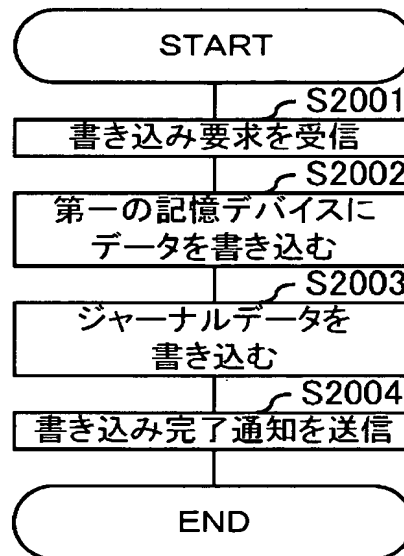 START
S2001
書き込み要求を受信
S2002
第一の記憶デバイスに
データを書き込む
S2003
ジャーナルデータを
書き込む
S2004
書き込み完了通知を送信
END